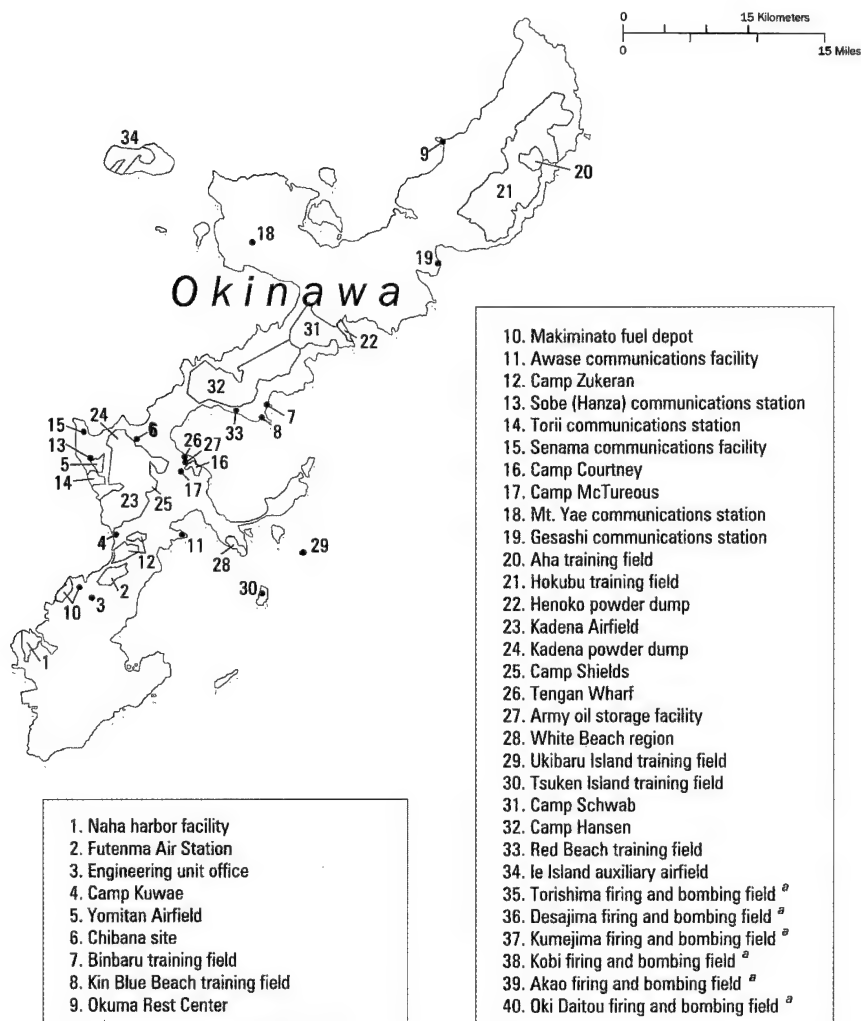 0 15 Kilometers
0 15 Miles
34
9
20
21
18
19
Okinawa
31
22
32
24
7
33
8
15
6
26
27
13
16
5
14
17
25
23
4
11
29
28
12
2
30
10
3
1
1. Naha harbor facility
2. Futenma Air Station
3. Engineering unit office
4. Camp Kuwae
5. Yomitan Airfield
6. Chibana site
7. Binbaru training field
8. Kin Blue Beach training field
9. Okuma Rest Center
10. Makiminato fuel depot
11. Awase communications facility
12. Camp Zukeran
13. Sobe (Hanza) communications station
14. Torii communications station
15. Senama communications facility
16. Camp Courtney
17. Camp McTureous
18. Mt. Yae communications station
19. Gesashi communications station
20. Aha training field
21. Hokubu training field
22. Henoko powder dump
23. Kadena Airfield
24. Kadena powder dump
25. Camp Shields
26. Tengan Wharf
27. Army oil storage facility
28. White Beach region
29. Ukibaru Island training field
30. Tsuken Island training field
31. Camp Schwab
32. Camp Hansen
33. Red Beach training field
34. Ie Island auxiliary airfield
35. Torishima firing and bombing field a
36. Desajima firing and bombing field a
37. Kumejima firing and bombing field a
38. Kobi firing and bombing field a
39. Akao firing and bombing field a
40. Oki Daitou firing and bombing field a